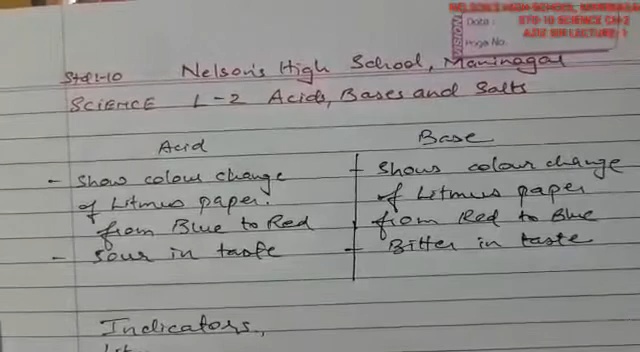 NELSON'S HIGH SCHOOL, MANINAGAR
STD 10 SCIENCE CH-2
LECTURE: 1
Date:
Page No.
Std:-10 Nelson's High School, Maninagar
SCIENCE L-2 Acids, Bases and Salts
Acid Base
- Show colour change - Shows colour change
of Litmus paper. of Litmus paper
from Blue to Red from Red to Blue
- Sour in taste - Bitter in taste
Indicators,